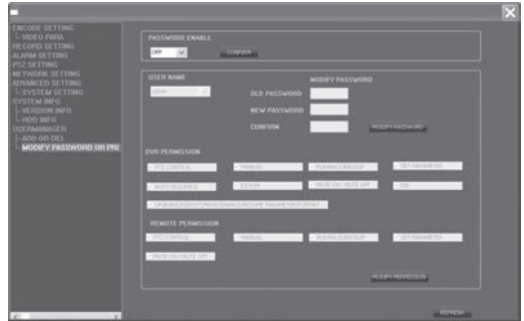 ENCODE SETTING
VIDEO PARA
RECORD SETTING
ALARM SETTING
PTZ SETTING
NETWORK SETTING
ADVANCED SETTING
SYSTEM SETTING
SYSTEM INFO
VERSION INFO
HDD INFO
USERMANAGER
ADD OR DEL
MODIFY PASSWORD OR PRI
PASSWORD ENABLE
OFF
CONFIRM
USER NAME
MODIFY PASSWORD
OLD PASSWORD
NEW PASSWORD
CONFIRM
MODIFY PASSWORD
DVR PERMISSION
PTZ CONTROL
MANUAL
PLAYBACK/BACKUP
SET PARAMETER
AUTO SEQUENCE
ZOOM
MUTE ON / MUTE OFF
PIP
REMOTE PERMISSION
PTZ CONTROL
MANUAL
PLAYBACK/BACKUP
SET PARAMETER
MUTE ON / MUTE OFF
MODIFY PERMISSION
REFRESH